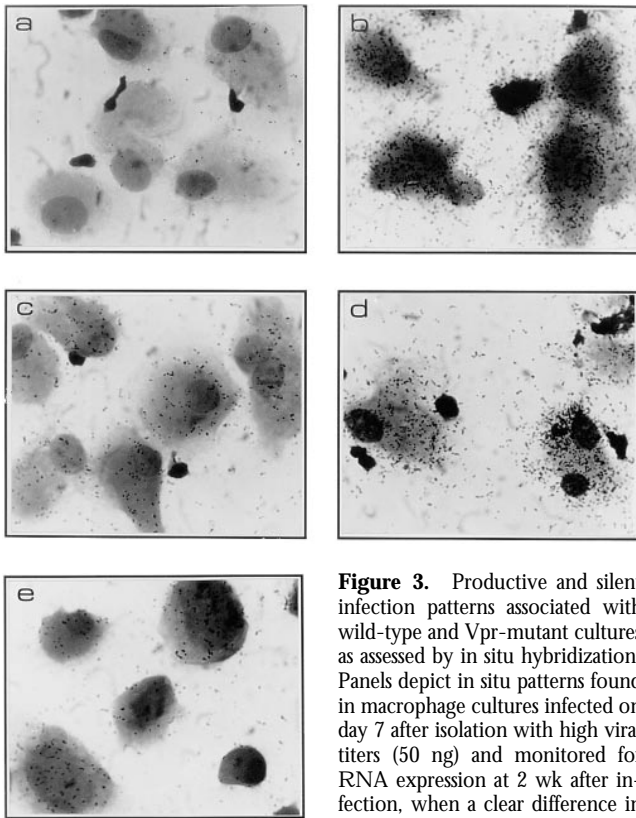 a
b
c
d
e
Figure 3. Productive and silent
infection patterns associated with
wild-type and Vpr-mutant cultures
as assessed by in situ hybridization
Panels depict in situ patterns found
in macrophage cultures infected on
day 7 after isolation with high vira
titers (50 ng) and monitored for
RNA expression at 2 wk after in-
fection, when a clear difference in